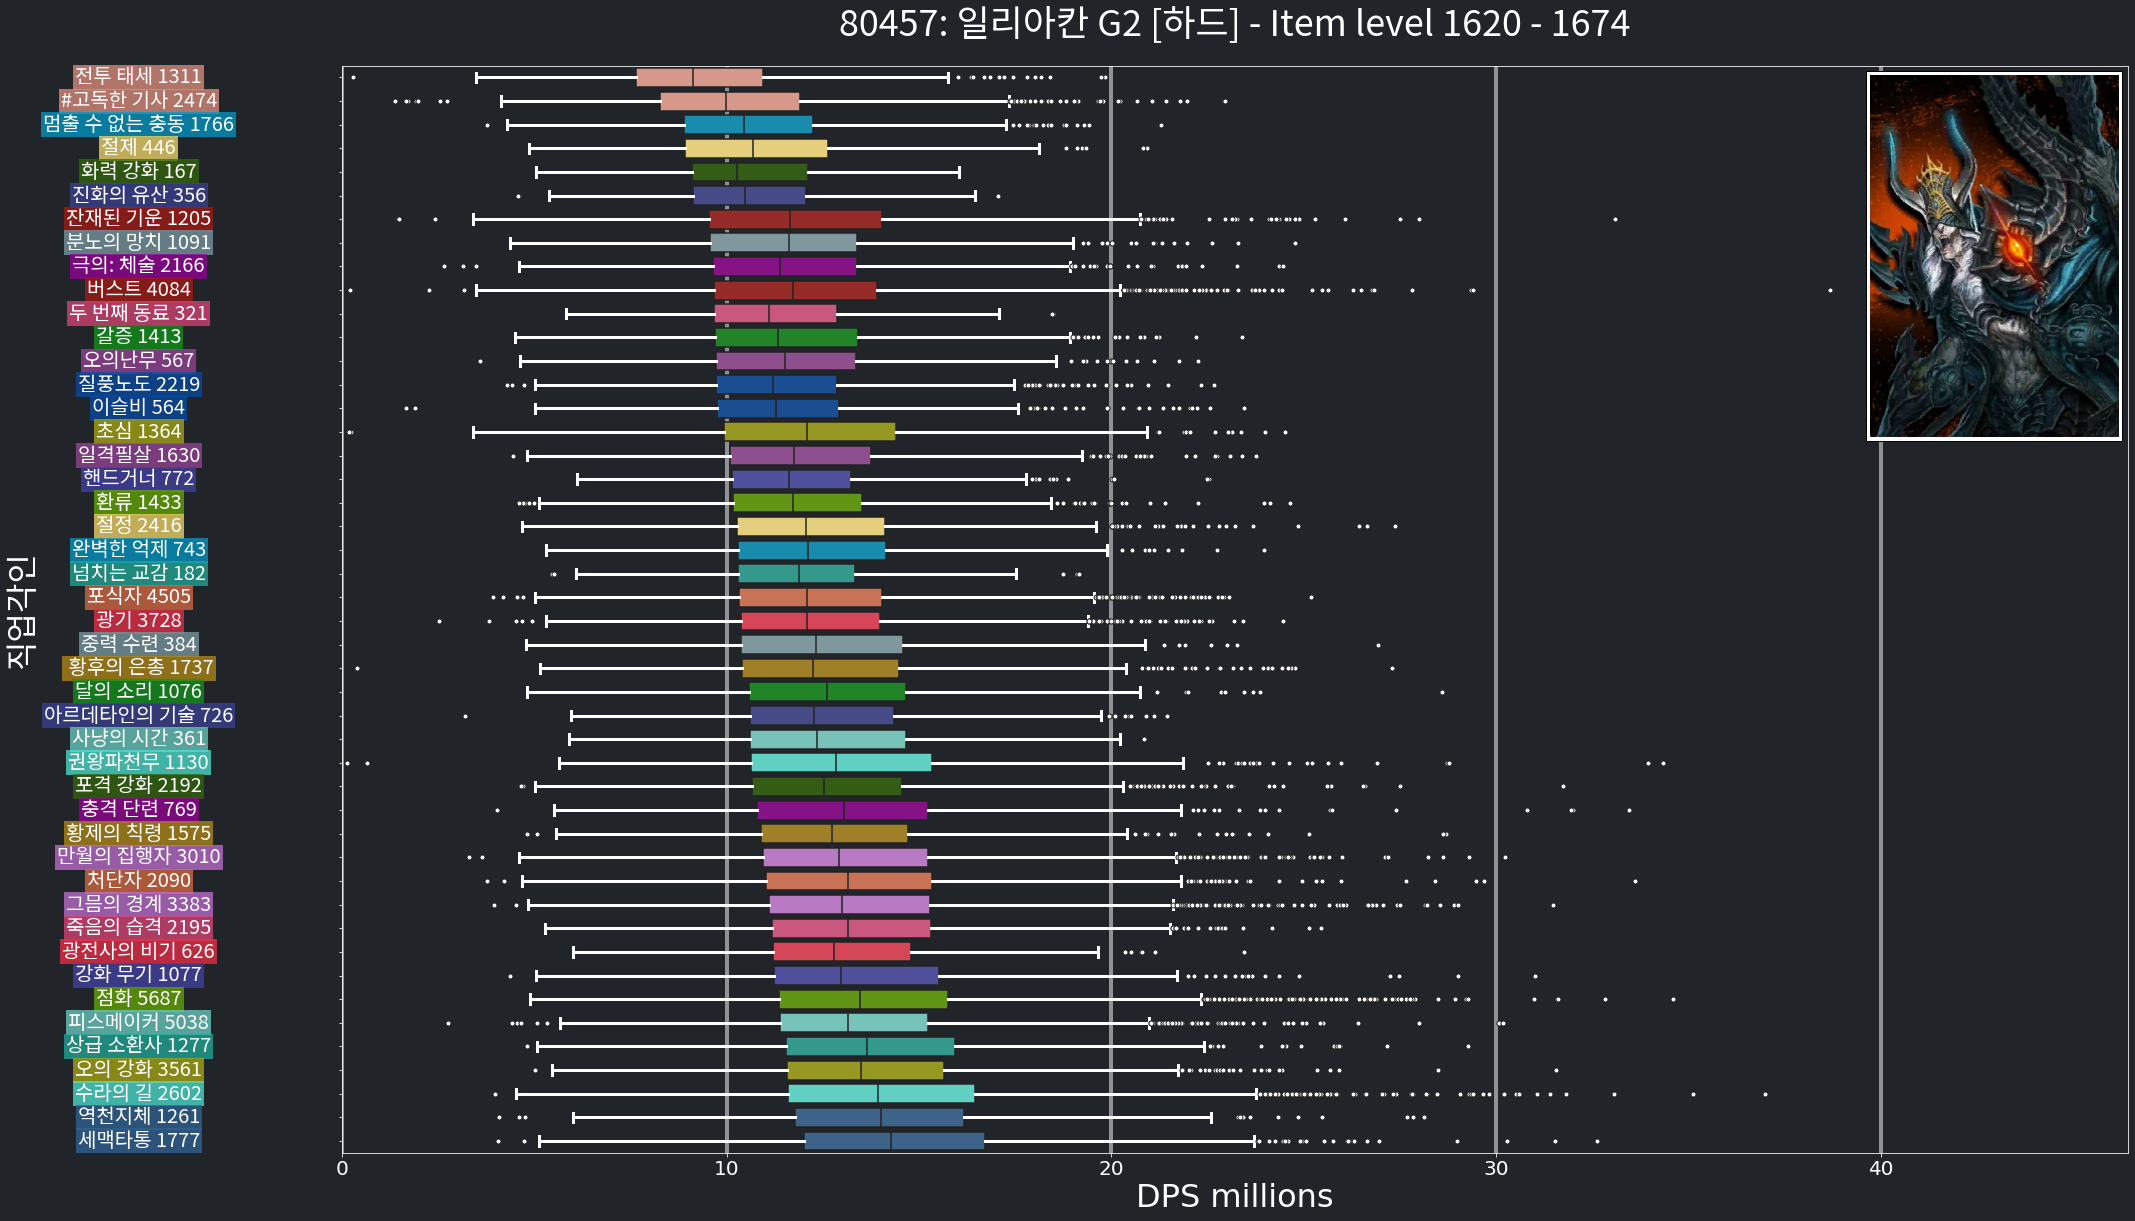 80457: 일리아칸 G2 [하드] - Item level 1620 - 1674
직업각인
전투 태세 1311
#고독한 기사 2474
멈출 수 없는 충동 1766
절제 446
화력 강화 167
진화의 유산 356
잔재된 기운 1205
분노의 망치 1091
극의: 체술 2166
버스트 4084
두 번째 동료 321
갈증 1413
오의난무 567
질풍노도 2219
이슬비 564
초심 1364
일격필살 1630
핸드거너 772
환류 1433
절정 2416
완벽한 억제 743
넘치는 교감 182
포식자 4505
광기 3728
중력 수련 384
황후의 은총 1737
달의 소리 1076
아르데타인의 기술 726
사냥의 시간 361
권왕파천무 1130
포격 강화 2192
충격 단련 769
황제의 칙령 1575
만월의 집행자 3010
처단자 2090
그믐의 경계 3383
죽음의 습격 2195
광전사의 비기 626
강화 무기 1077
점화 5687
피스메이커 5038
상급 소환사 1277
오의 강화 3561
수라의 길 2602
역천지체 1261
세맥타통 1777
0 10 20 30 40
DPS millions